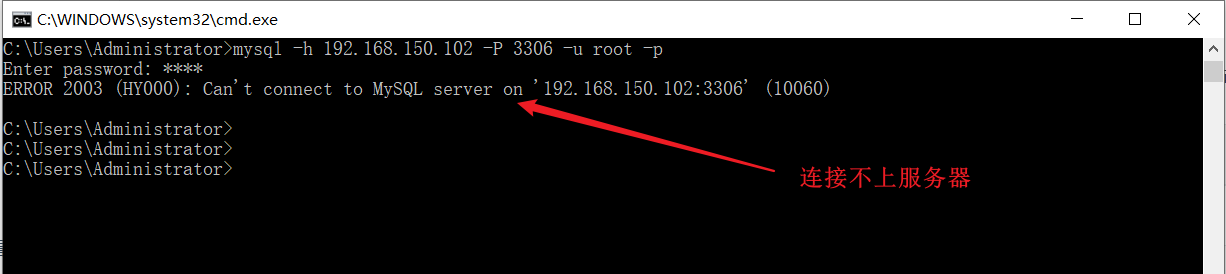 C:\WINDOWS\system32\cmd.exe
C:\Users\Administrator>mysql -h 192.168.150.102 -P 3306 -u root -p
Enter password: ****
ERROR 2003 (HY000): Can't connect to MySQL server on '192.168.150.102:3306' (10060)
C:\Users\Administrator>
C:\Users\Administrator>
C:\Users\Administrator>
连接不上服务器